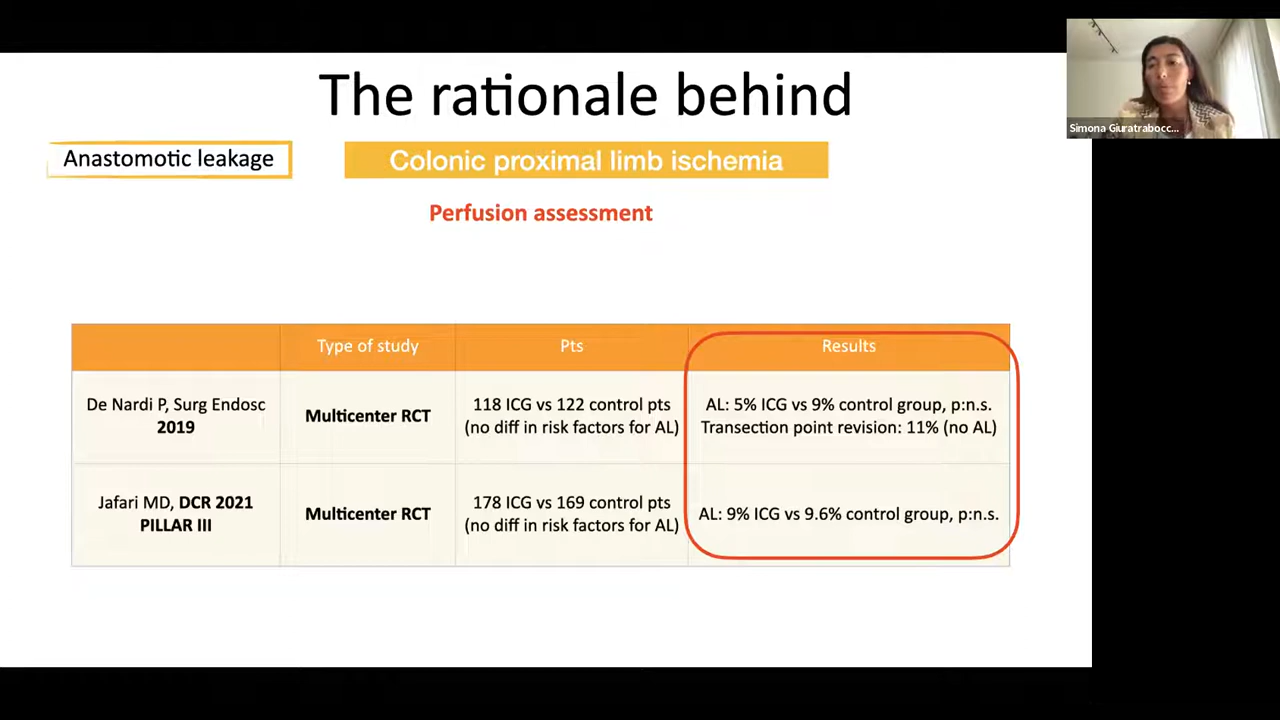 The rationale behind
Simona Giuratrabocc...
Anastomotic leakage
Colonic proximal limb ischemia
Perfusion assessment
Type of study
Pts
Results
De Nardi P, Surg Endosc
2019
Multicenter RCT
118 ICG vs 122 control pts
(no diff in risk factors for AL)
AL: 5% ICG vs 9% control group, p:n.s.
Transection point revision: 11% (no AL)
Jafari MD, DCR 2021
PILLAR III
Multicenter RCT
178 ICG vs 169 control pts
(no diff in risk factors for AL)
AL: 9% ICG vs 9.6% control group, p:n.s.